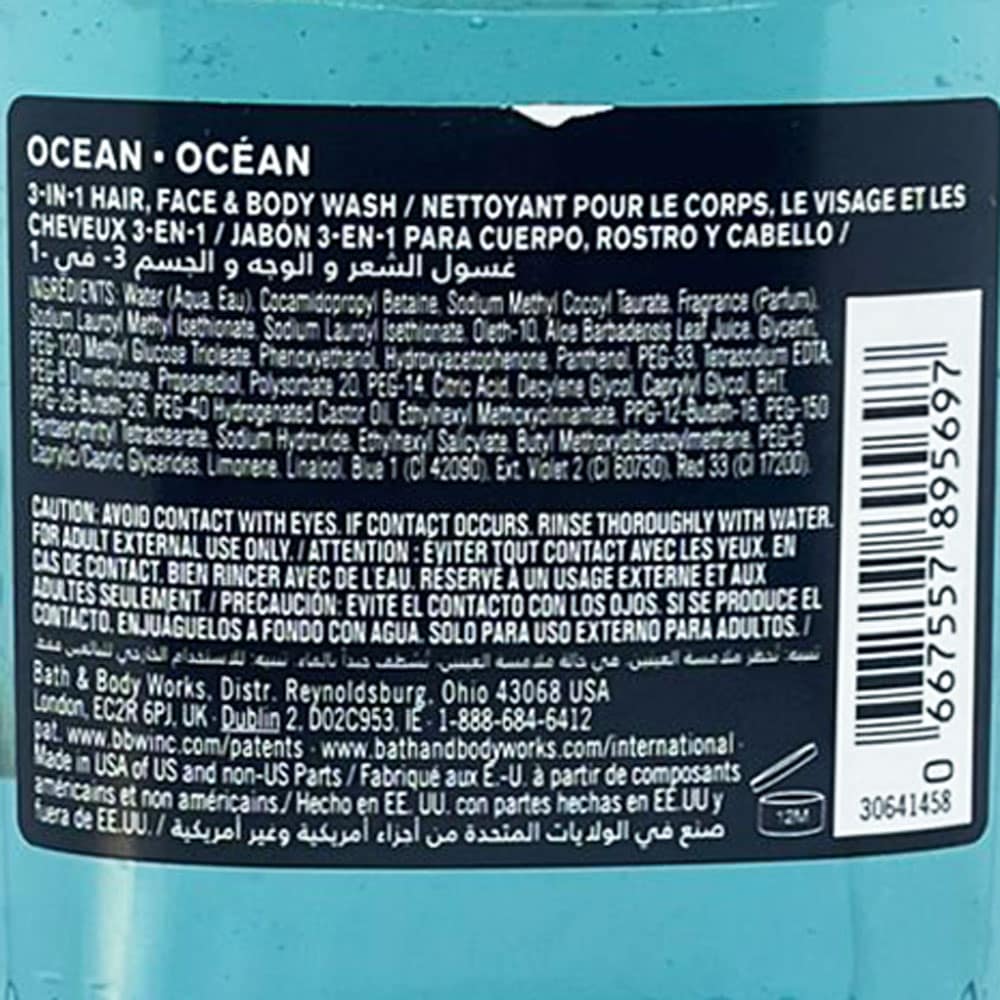 OCEAN • OCÉAN
3-IN-1 HAIR, FACE & BODY WASH / NETTOYANT POUR LE CORPS, LE VISAGE ET LES
CHEVEUX 3-EN-1 / JABÓN 3-EN-1 PARA CUERPO, ROSTRO Y CABELLO /
غسول الشعر و الوجه و الجسم 3- في -1
INGREDIENTS: Water (Aqua, Eau), Cocamidopropyl Betaine, Sodium Methyl Cocoyl Taurate, Fragrance (Parfum),
Sodium Lauroyl Methyl Isethionate, Sodium Lauroyl Isethionate, Oleth-10, Aloe Barbadensis Leaf Juice, Glycerin,
PEG-120 Methyl Glucose Trioleate, Phenoxyethanol, Hydroxyacetophenone, Panthenol, PEG-33, Tetrasodium EDTA,
PEG-8 Dimethicone, Propanediol, Polysorbate 20, PEG-14, Citric Acid, Decylene Glycol, Caprylyl Glycol, BHT,
PPG-26-Buteth-26, PEG-40 Hydrogenated Castor Oil, Ethylhexyl Methoxycinnamate, PPG-12-Buteth-16, PEG-150
Pentaerythrityl Tetrastearate, Sodium Hydroxide, Ethylhexyl Salicylate, Butyl Methoxydibenzoylmethane, PEG-6
Caprylic/Capric Glycerides, Limonene, Linalool, Blue 1 (CI 42090), Ext. Violet 2 (CI 60730), Red 33 (CI 17200).
CAUTION: AVOID CONTACT WITH EYES. IF CONTACT OCCURS, RINSE THOROUGHLY WITH WATER.
FOR ADULT EXTERNAL USE ONLY. / ATTENTION : ÉVITER TOUT CONTACT AVEC LES YEUX. EN
CAS DE CONTACT, BIEN RINCER AVEC DE L'EAU. RÉSERVÉ À UN USAGE EXTERNE ET AUX
ADULTES SEULEMENT. / PRECAUCIÓN: EVITE EL CONTACTO CON LOS OJOS. SI SE PRODUCE EL
CONTACTO, ENJUÁGUELOS A FONDO CON AGUA. SOLO PARA USO EXTERNO PARA ADULTOS. /
Bath & Body Works, Distr. Reynoldsburg, Ohio 43068 USA
London, EC2R 6PJ, UK · Dublin 2, D02C953, IE · 1-888-684-6412
pat. www.bbwinc.com/patents · www.bathandbodyworks.com/international ·
Made in USA of US and non-US Parts / Fabriqué aux É.-U. à partir de composants
américains et non américains / Hecho en EE. UU. con partes hechas en EE.UU y
fuera de EE.UU. / صنع في الولايات المتحدة من أجزاء أمريكية وغير أمريكية
12M
0 667557 895697
30641458